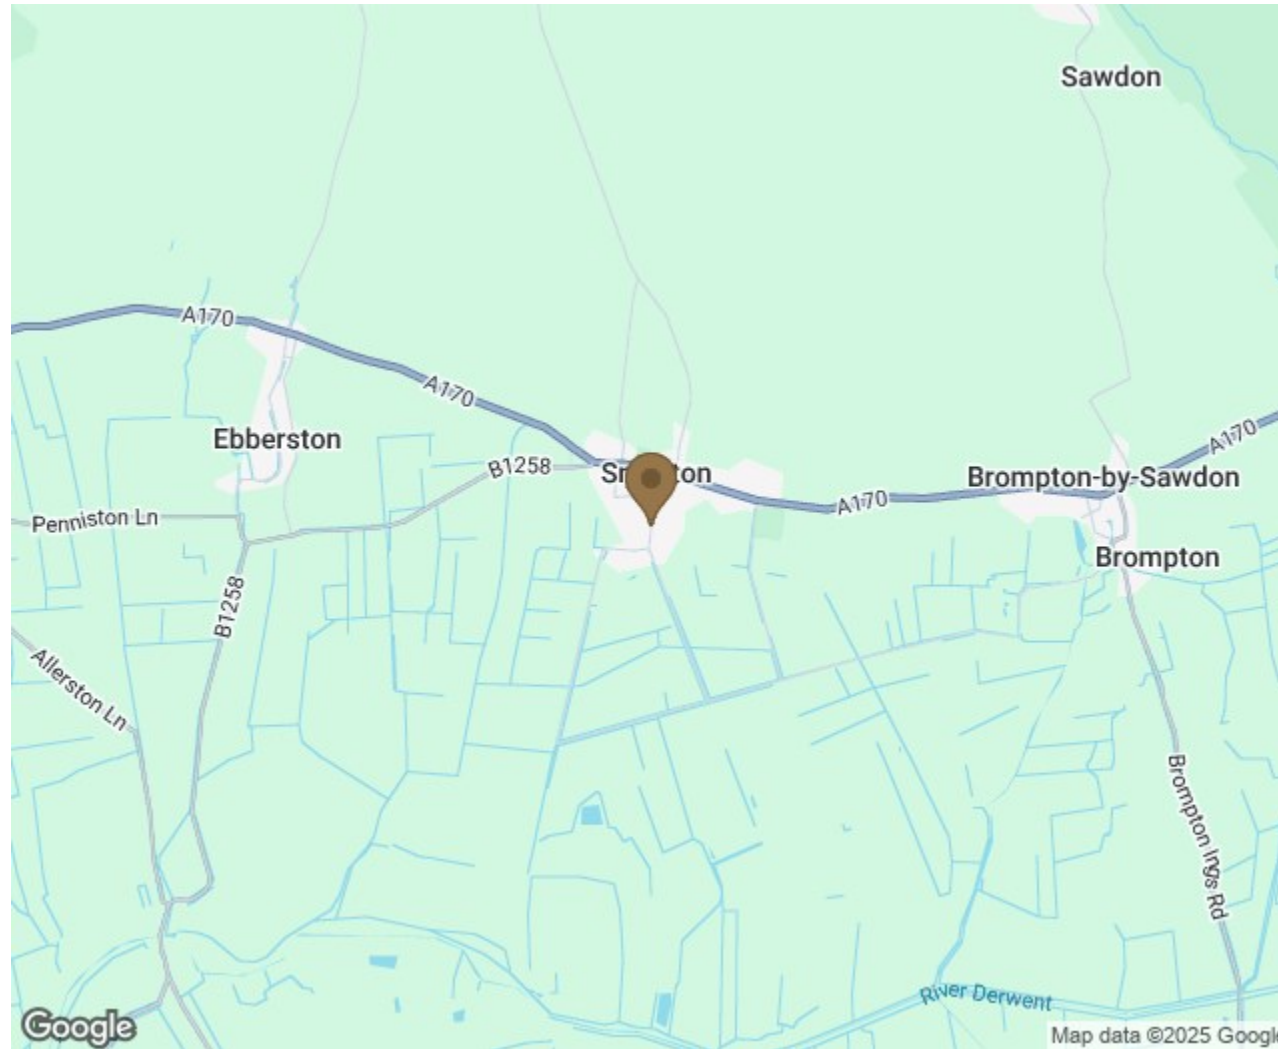 Sawdon
A170
A170
Ebberston
B1258
A170
Brompton-by-Sawdon
A170
Penniston Ln
Brompton
B1258
Allerston Ln
Brompton Ings Rd
River Derwent
Google
Map data ©2025 Google